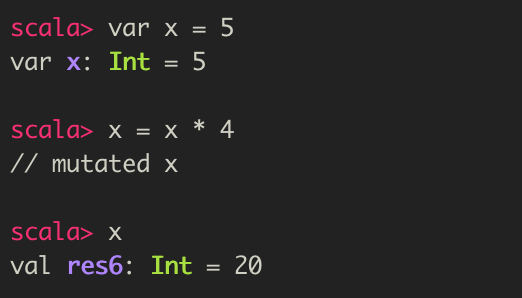 scala> var x = 5
var x: Int = 5
scala> x = x * 4
// mutated x
scala> x
val res6: Int = 20